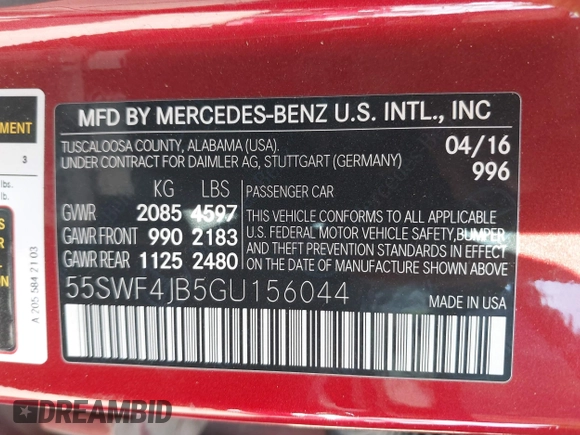 MFD BY MERCEDES-BENZ U.S. INTL., INC
TUSCALOOSA COUNTY, ALABAMA (USA).
UNDER CONTRACT FOR DAIMLER AG, STUTTGART (GERMANY)
04/16
996
KG LBS
GVWR 2085 4597
GAWR FRONT 990 2183
GAWR REAR 1125 2480
PASSENGER CAR
THIS VEHICLE CONFORMS TO ALL APPLICABLE
U.S. FEDERAL MOTOR VEHICLE SAFETY, BUMPER,
AND THEFT PREVENTION STANDARDS IN EFFECT
ON THE DATE OF MANUFACTURE SHOWN ABOVE.
55SWF4JB5GU156044
MADE IN USA
A 205 584 21 03
3
lbs.
lb.
DREAMBID